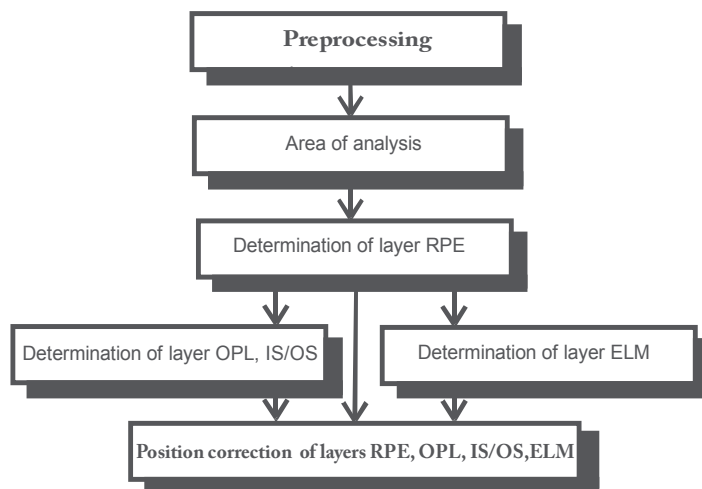 Preprocessing
Area of analysis
Determination of layer RPE
Determination of layer OPL, IS/OS
Determination of layer ELM
Position correction of layers RPE, OPL, IS/OS,ELM